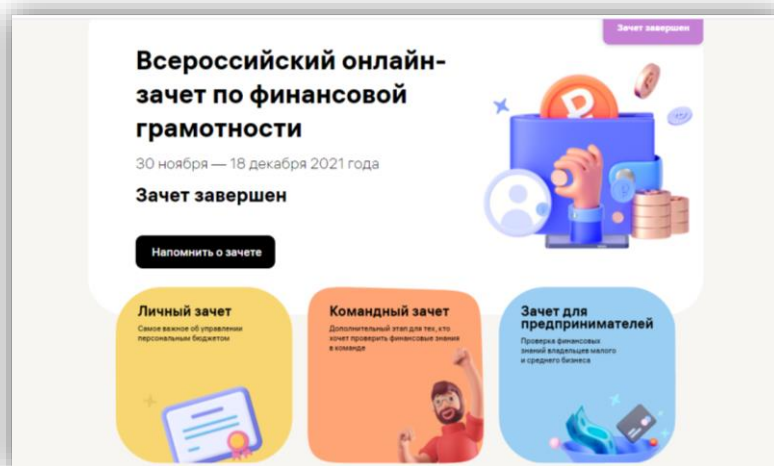 Зачет завершен
Всероссийский онлайн-
зачет по финансовой
грамотности
30 ноября — 18 декабря 2021 года
Зачет завершен
Напомнить о зачете
Личный зачет
Самое важное об управлении
персональным бюджетом
Командный зачет
Дополнительный этап для тех, кто
хочет проверить финансовые знания
в команде
Зачет для
предпринимателей
Проверка финансовых
знаний владельцев малого
и среднего бизнеса